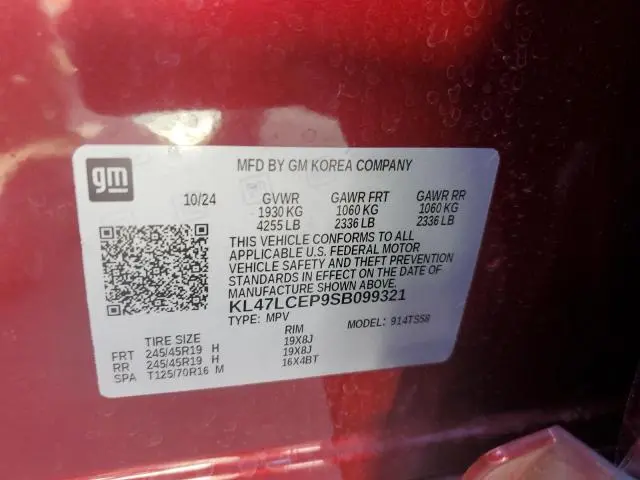 gm
MFD BY GM KOREA COMPANY
10/24 GVWR GAWR FRT GAWR RR
1930 KG 1060 KG 1060 KG
4255 LB 2336 LB 2336 LB
THIS VEHICLE CONFORMS TO ALL
APPLICABLE U.S. FEDERAL MOTOR
VEHICLE SAFETY AND THEFT PREVENTION
STANDARDS IN EFFECT ON THE DATE OF
MANUFACTURE SHOWN ABOVE.
KL47LCEP9SB099321
TYPE: MPV MODEL: 914TS58
TIRE SIZE RIM
FRT 245/45R19 H 19X8J
RR 245/45R19 H 19X8J
SPA T125/70R16 M 16X4BT